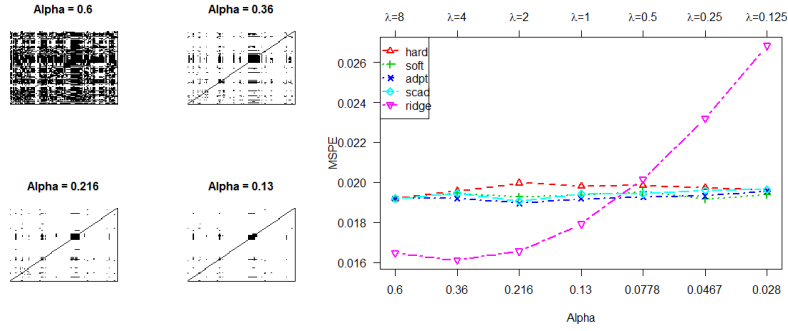 Alpha = 0.6
Alpha = 0.36
Alpha = 0.216
Alpha = 0.13
λ=8 λ=4 λ=2 λ=1 λ=0.5 λ=0.25 λ=0.125
hard
soft
adpt
scad
ridge
MSPE
0.026
0.024
0.022
0.020
0.018
0.016
0.6 0.36 0.216 0.13 0.0778 0.0467 0.028
Alpha